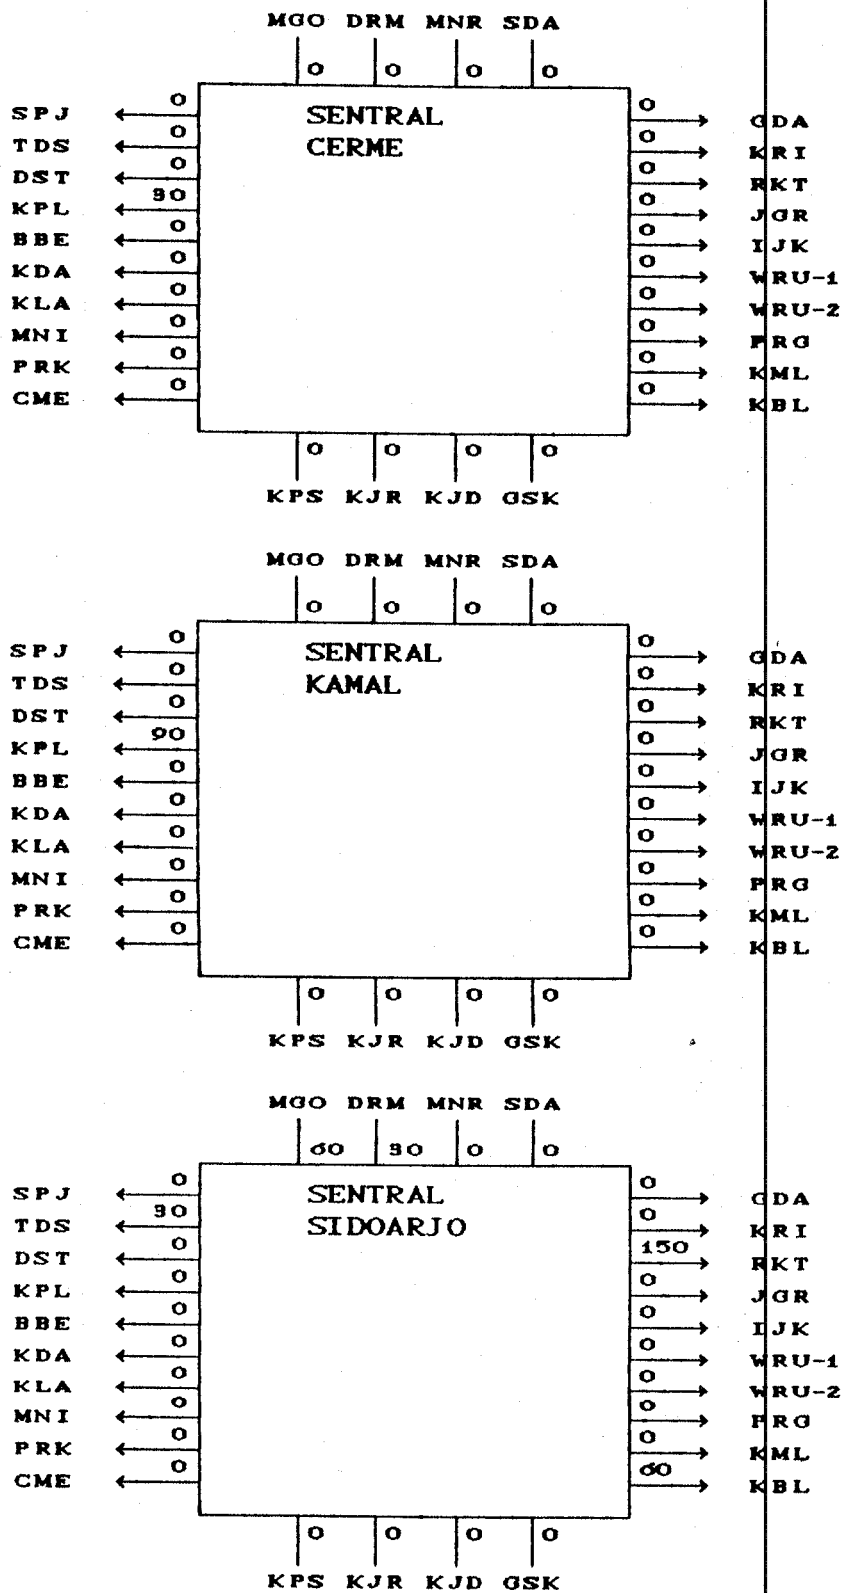 MGO DRM MNR SDA
0 0 0 0
SENTRAL
CERME
SPJ 0 0 GDA
TDS 0 0 KRI
DST 0 0 RKT
KPL 30 0 JGR
BBE 0 0 IJK
KDA 0 0 WRU-1
KLA 0 0 WRU-2
MNI 0 0 PRG
PRK 0 0 KML
CME 0 0 KBL
0 0 0 0
KPS KJR KJD GSK
MGO DRM MNR SDA
0 0 0 0
SENTRAL
KAMAL
SPJ 0 0 GDA
TDS 0 0 KRI
DST 0 0 RKT
KPL 90 0 JGR
BBE 0 0 IJK
KDA 0 0 WRU-1
KLA 0 0 WRU-2
MNI 0 0 PRG
PRK 0 0 KML
CME 0 0 KBL
0 0 0 0
KPS KJR KJD GSK
MGO DRM MNR SDA
60 30 0 0
SENTRAL
SIDOARJO
SPJ 0 0 GDA
TDS 30 0 KRI
DST 0 150 RKT
KPL 0 0 JGR
BBE 0 0 IJK
KDA 0 0 WRU-1
KLA 0 0 WRU-2
MNI 0 0 PRG
PRK 0 0 KML
CME 0 60 KBL
0 0 0 0
KPS KJR KJD GSK